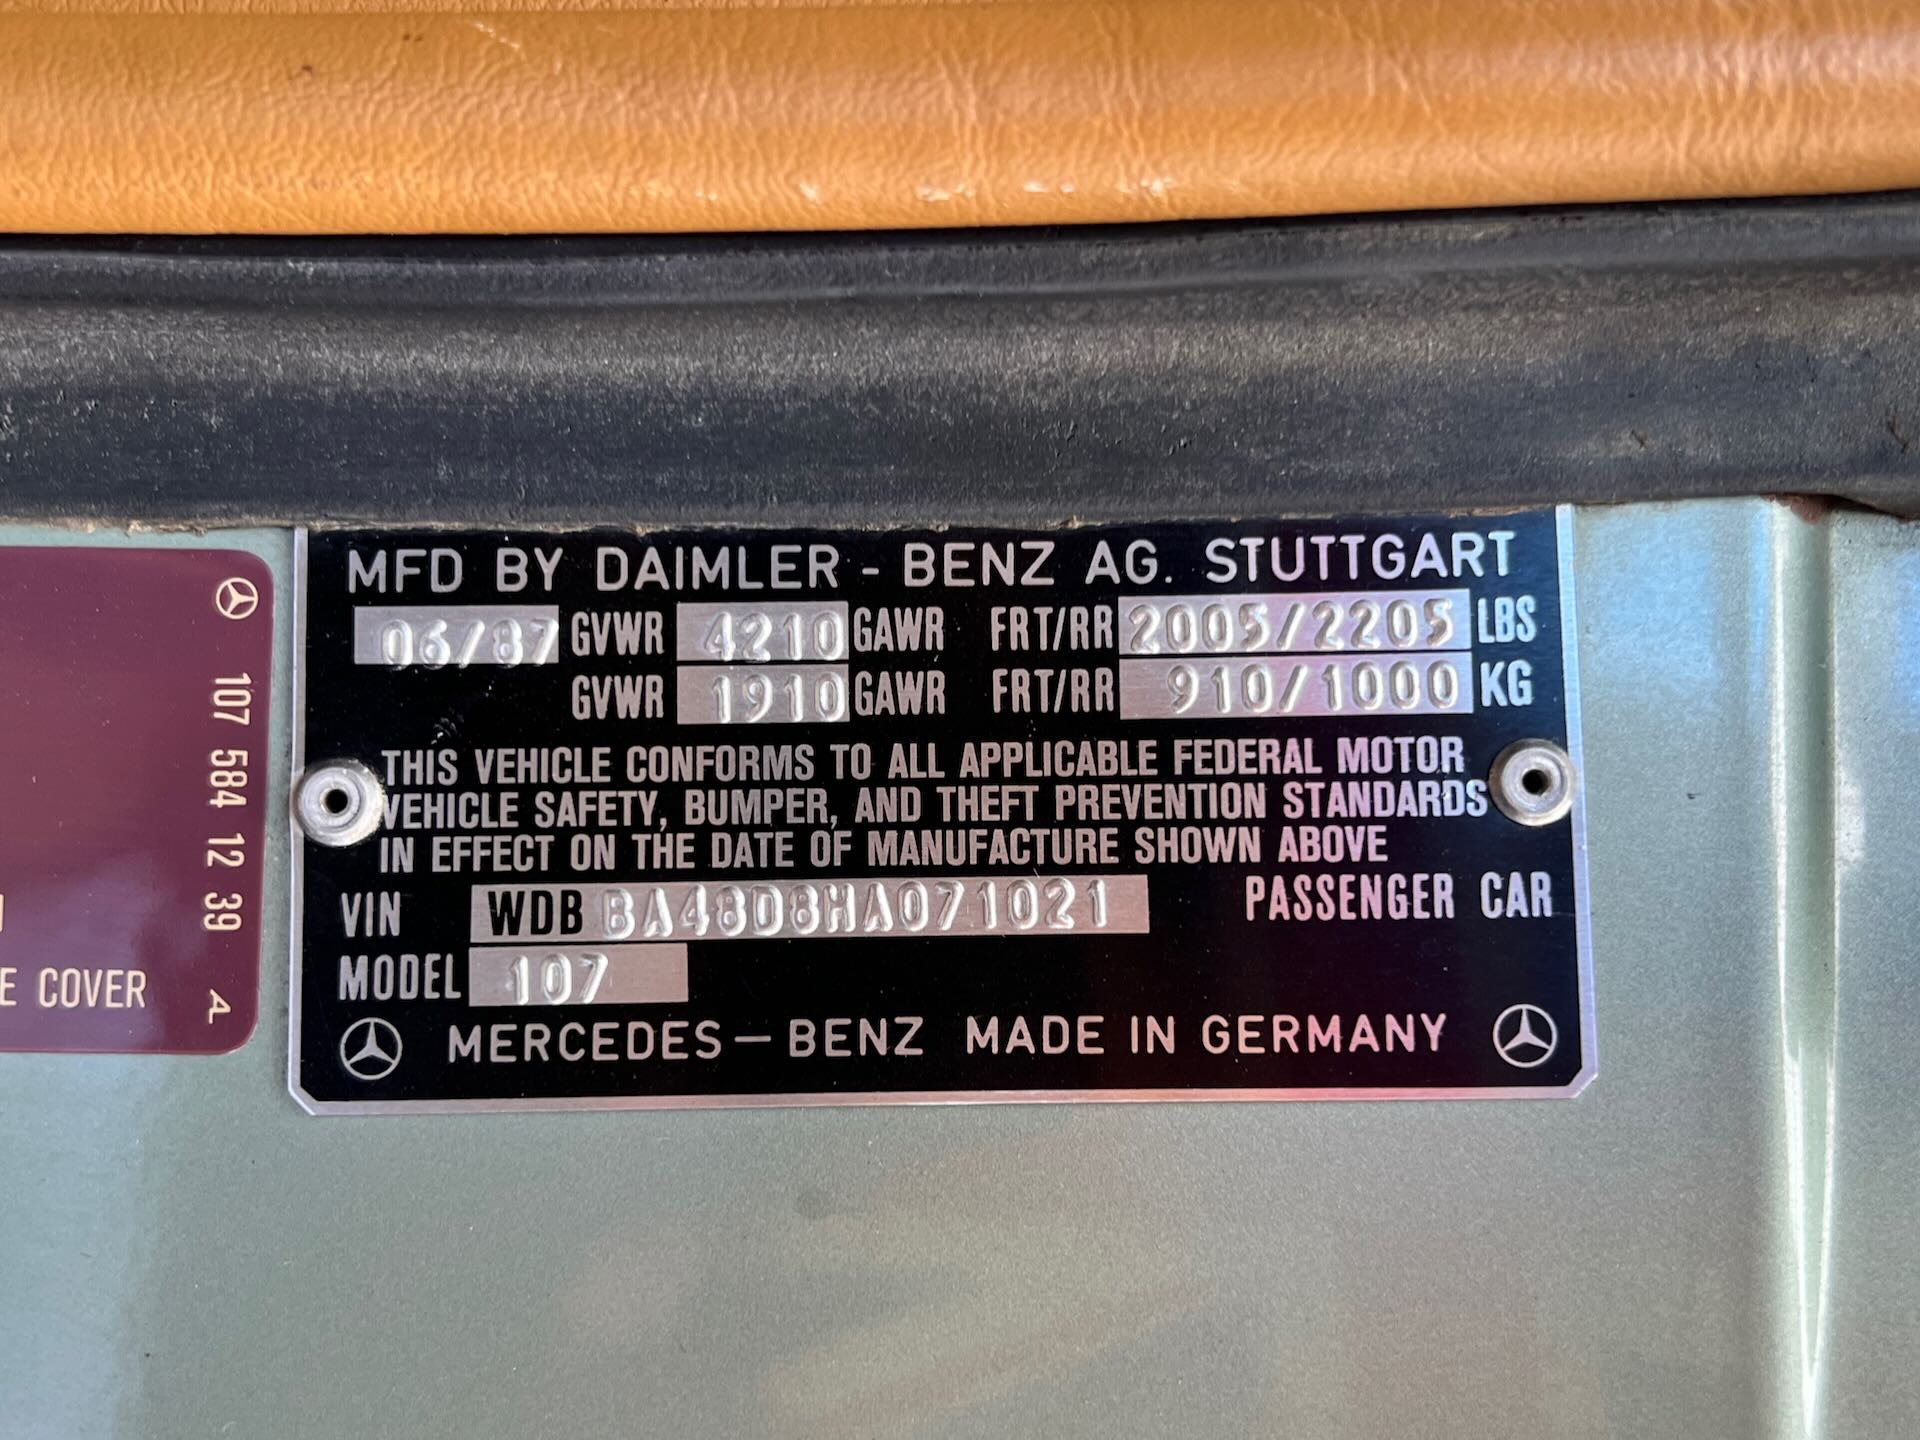 MFD BY DAIMLER - BENZ AG. STUTTGART
06/87 GVWR 4210 GAWR FRT/RR 2005/2205 LBS
GVWR 1910 GAWR FRT/RR 910/1000 KG
THIS VEHICLE CONFORMS TO ALL APPLICABLE FEDERAL MOTOR
VEHICLE SAFETY, BUMPER, AND THEFT PREVENTION STANDARDS
IN EFFECT ON THE DATE OF MANUFACTURE SHOWN ABOVE
VIN WDB BA48D8HA071021 PASSENGER CAR
MODEL 107
MERCEDES – BENZ MADE IN GERMANY
107 584 12 39 A
E COVER